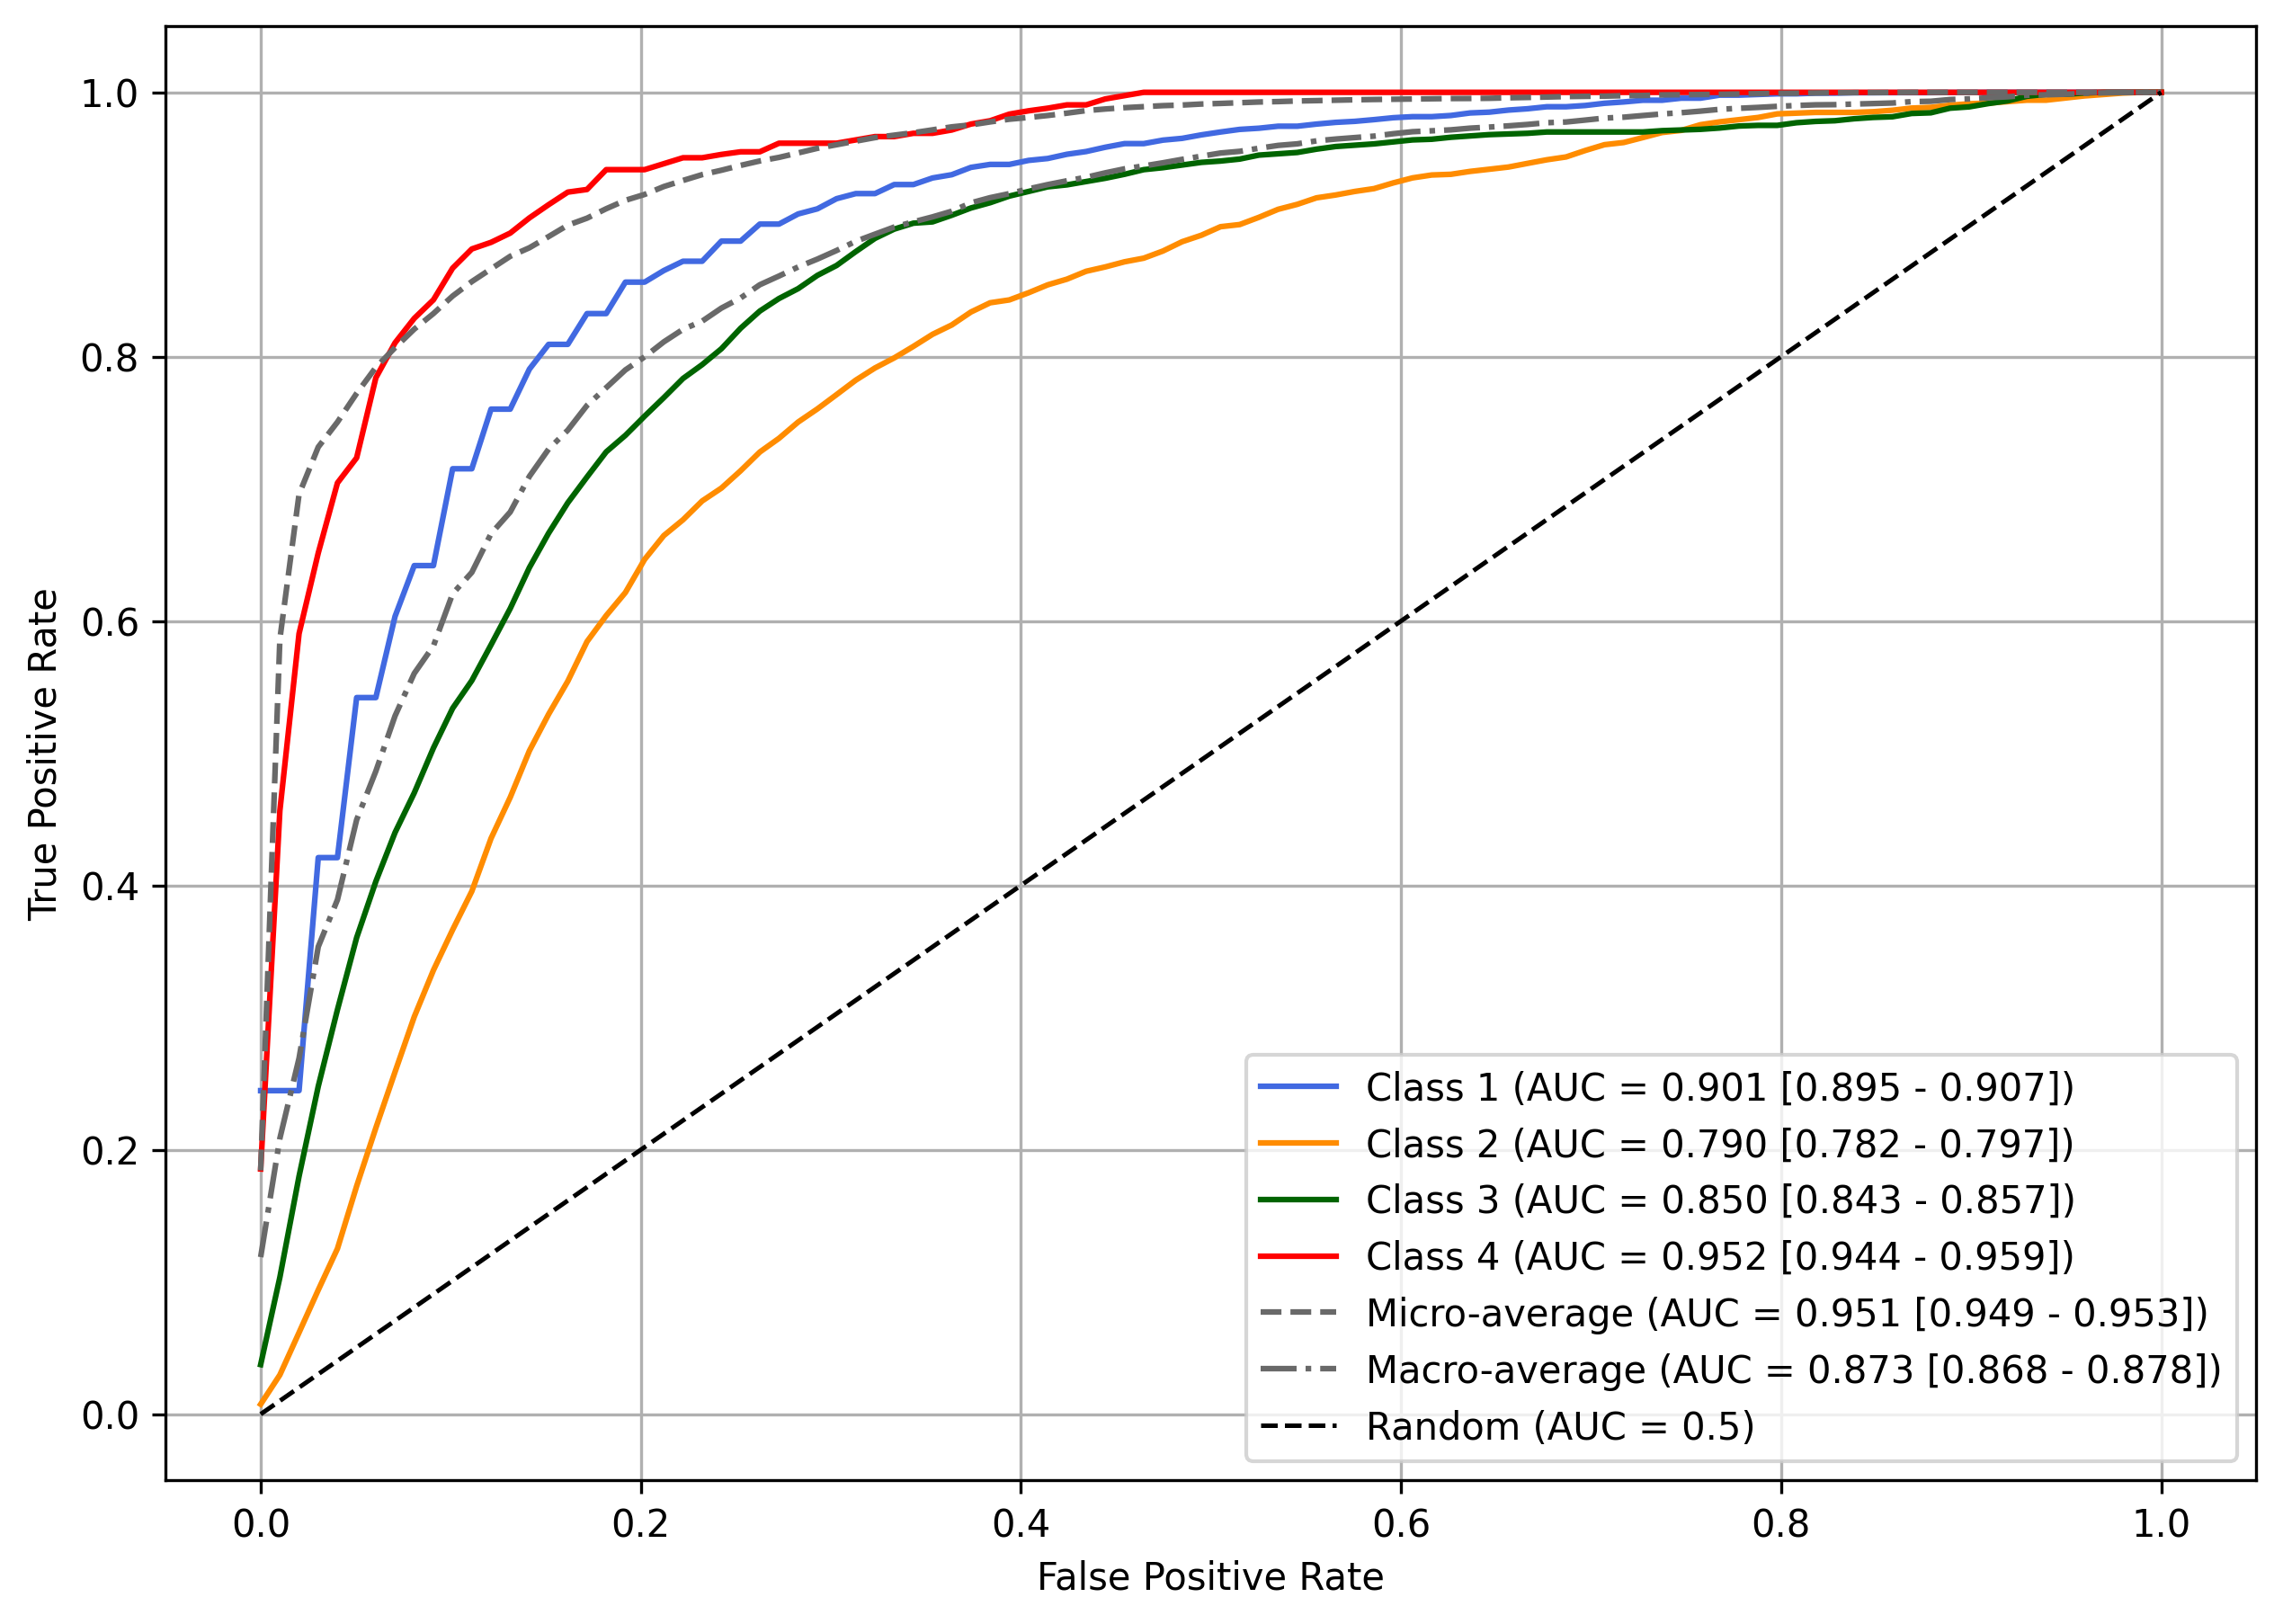 1.0
0.8
0.6
0.4
0.2
0.0
True Positive Rate
Class 1 (AUC = 0.901 [0.895 - 0.907])
Class 2 (AUC = 0.790 [0.782 - 0.797])
Class 3 (AUC = 0.850 [0.843 - 0.857])
Class 4 (AUC = 0.952 [0.944 - 0.959])
Micro-average (AUC = 0.951 [0.949 - 0.953])
Macro-average (AUC = 0.873 [0.868 - 0.878])
Random (AUC = 0.5)
0.0 0.2 0.4 0.6 0.8 1.0
False Positive Rate